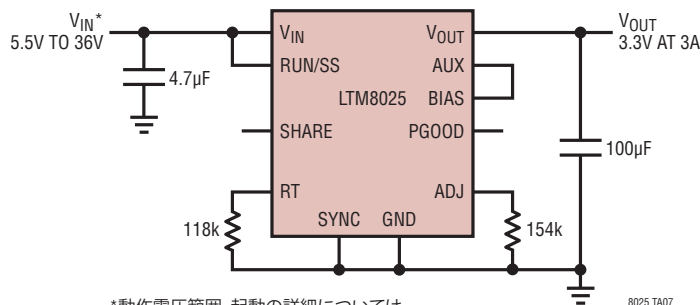 VIN*
5.5V TO 36V
4.7µF
VIN
RUN/SS
SHARE
RT
118k
LTM8025
SYNC GND
VOUT
AUX
BIAS
PGOOD
ADJ
154k
VOUT
3.3V AT 3A
100µF
*動作電圧範囲、起動の詳細については
8025 TA07